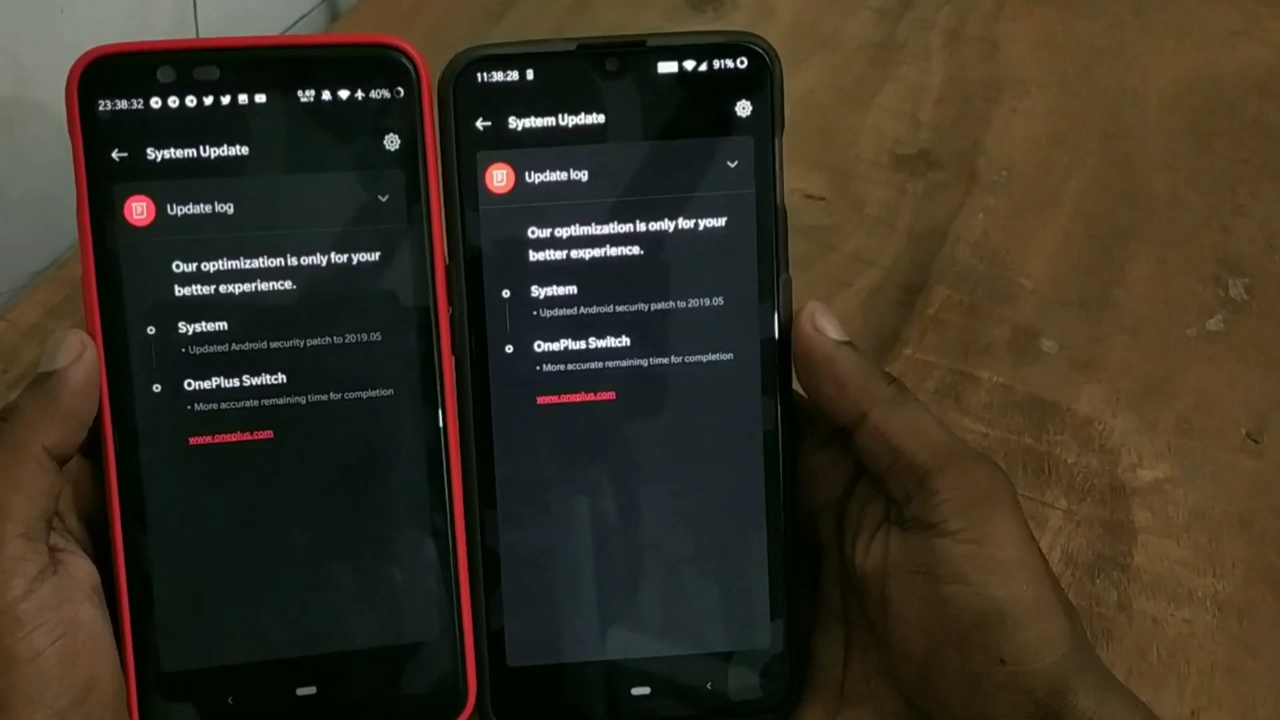 23:38:32
0.69
40%
System Update
Update log
Our optimization is only for your
better experience.
System
• Updated Android security patch to 2019.05
OnePlus Switch
• More accurate remaining time for completion
www.oneplus.com
11:38:28
91%
System Update
Update log
Our optimization is only for your
better experience.
System
• Updated Android security patch to 2019.05
OnePlus Switch
• More accurate remaining time for completion
www.oneplus.com